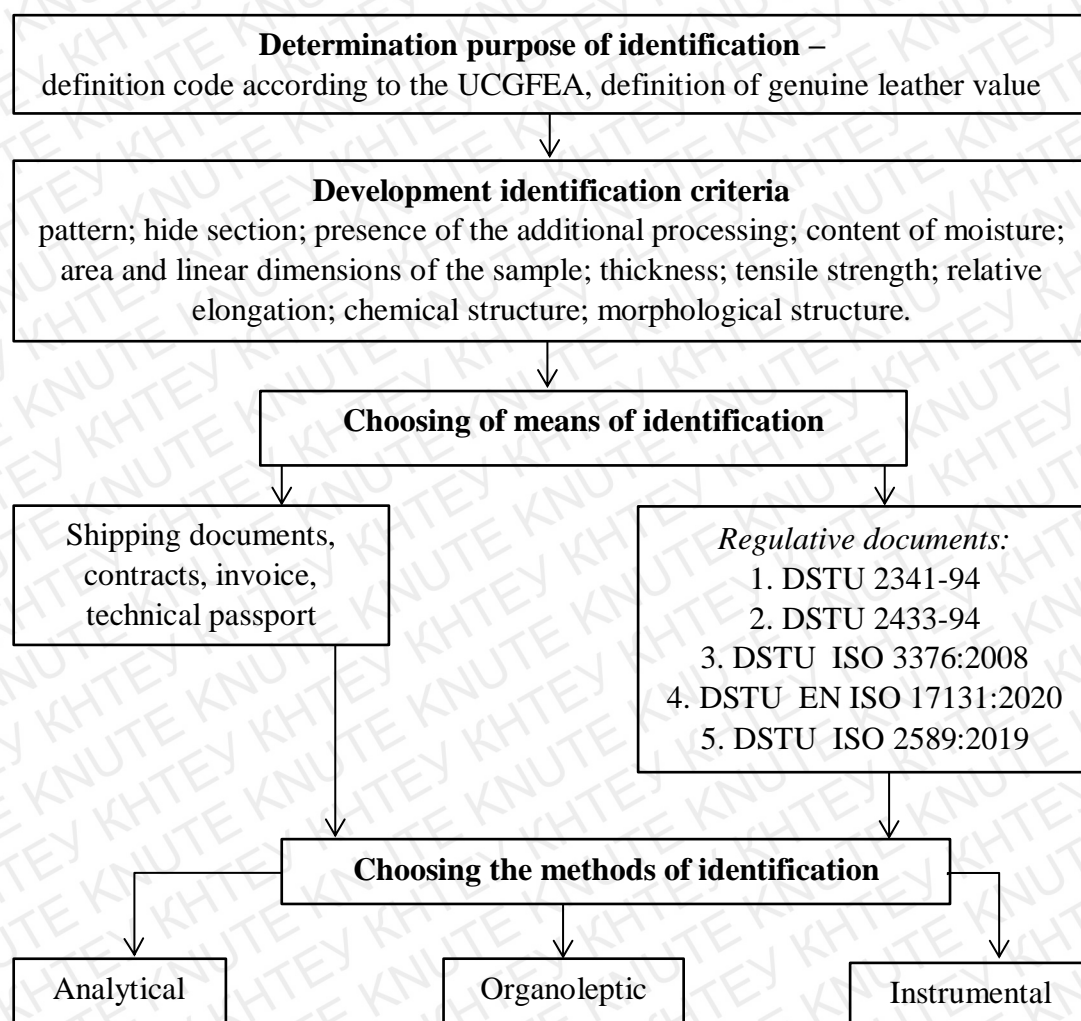 Determination purpose of identification –
definition code according to the UCGFEA, definition of genuine leather value
Development identification criteria
pattern; hide section; presence of the additional processing; content of moisture;
area and linear dimensions of the sample; thickness; tensile strength; relative
elongation; chemical structure; morphological structure.
Choosing of means of identification
Shipping documents,
contracts, invoice,
technical passport
Regulative documents:
1. DSTU 2341-94
2. DSTU 2433-94
3. DSTU ISO 3376:2008
4. DSTU EN ISO 17131:2020
5. DSTU ISO 2589:2019
Choosing the methods of identification
Analytical
Organoleptic
Instrumental
KNUTE КНТЕУ